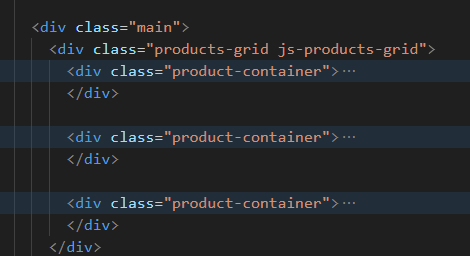 <div class="main">
<div class="products-grid js-products-grid">
<div class="product-container">···
</div>
<div class="product-container">···
</div>
<div class="product-container">···
</div>
</div>